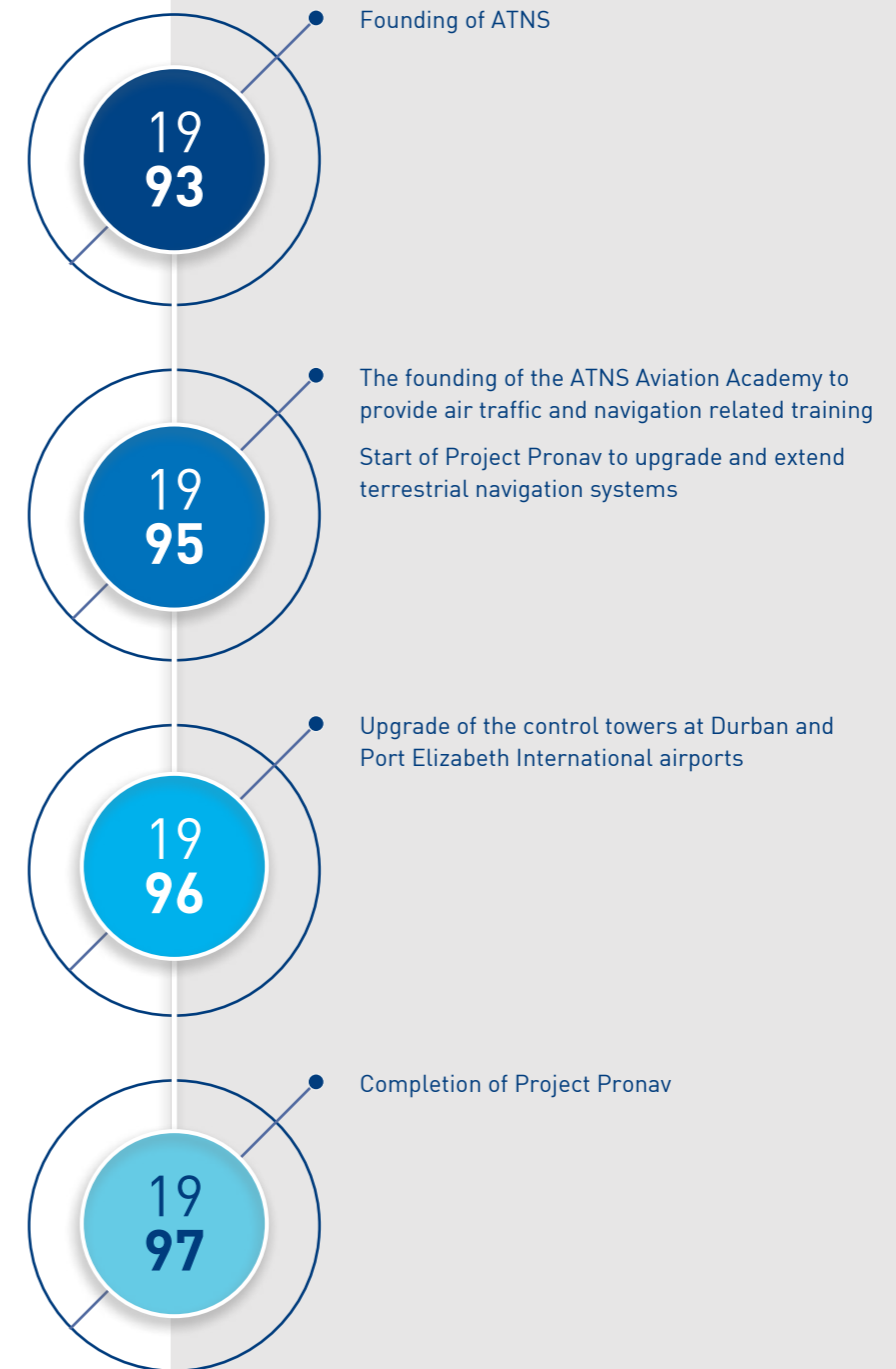 19
93
Founding of ATNS
19
95
The founding of the ATNS Aviation Academy to
provide air traffic and navigation related training
Start of Project Pronav to upgrade and extend
terrestrial navigation systems
19
96
Upgrade of the control towers at Durban and
Port Elizabeth International airports
19
97
Completion of Project Pronav